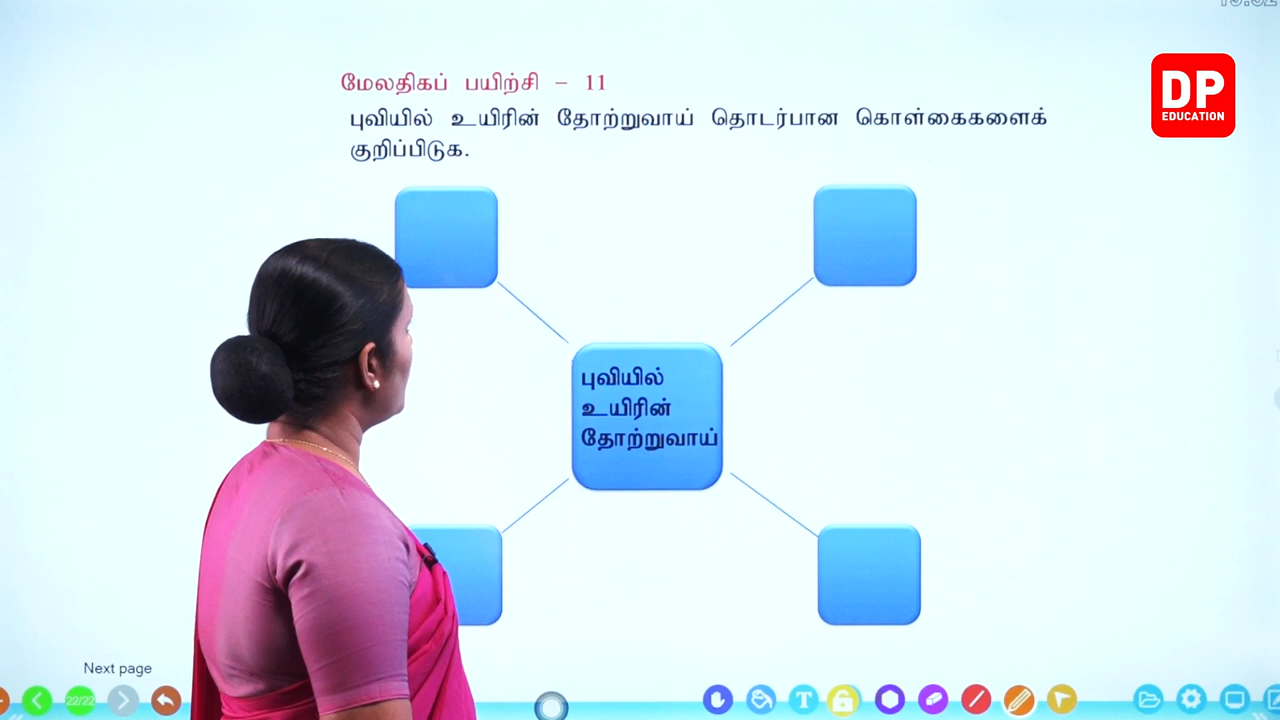 மேலதிகப் பயிற்சி – 11
DP
EDUCATION
புவியில் உயிரின் தோற்றுவாய் தொடர்பான கொள்கைகளைக்
குறிப்பிடுக.
புவியில்
உயிரின்
தோற்றுவாய்
Next page
22/22
T